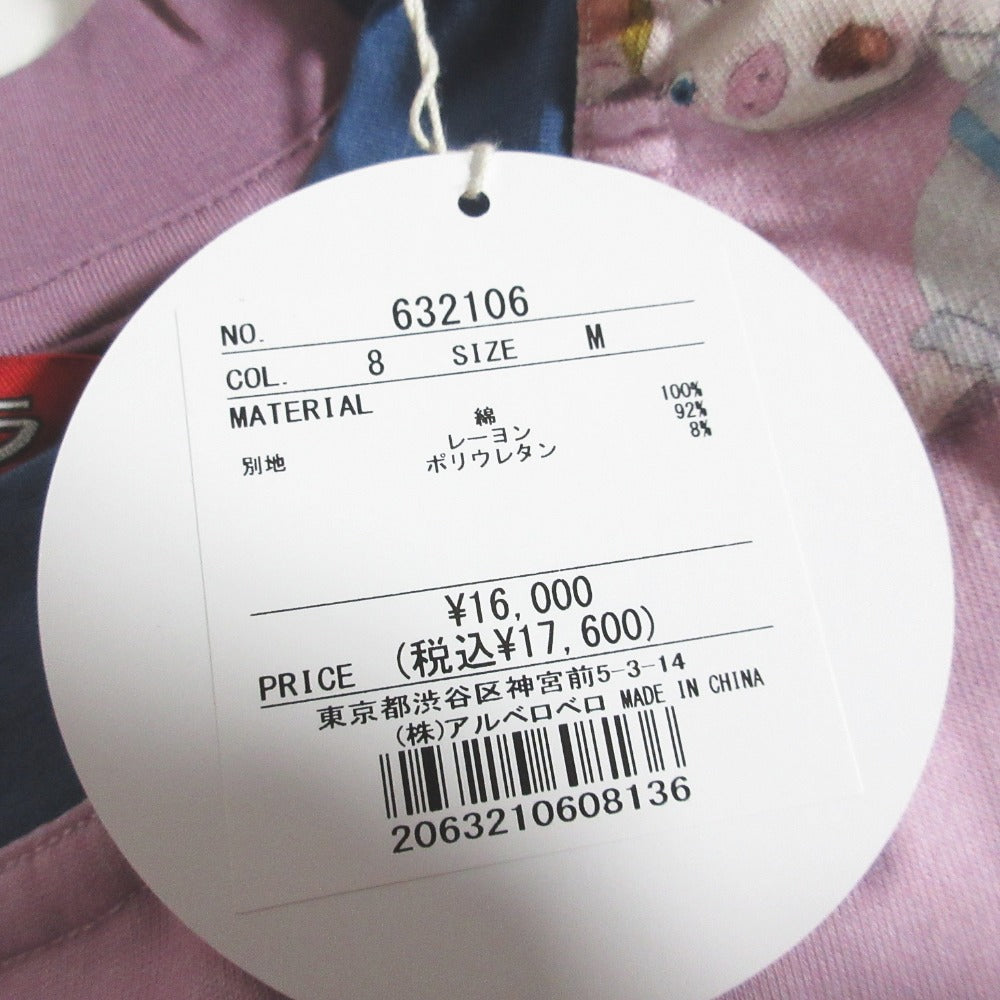 NO. 632106
COL. 8 SIZE M
MATERIAL 綿 100%
レーヨン 92%
別地 ポリウレタン 8%
¥16,000
PRICE (税込¥17,600)
東京都渋谷区神宮前5-3-14
(株)アルベロベロ MADE IN CHINA
2063210608136